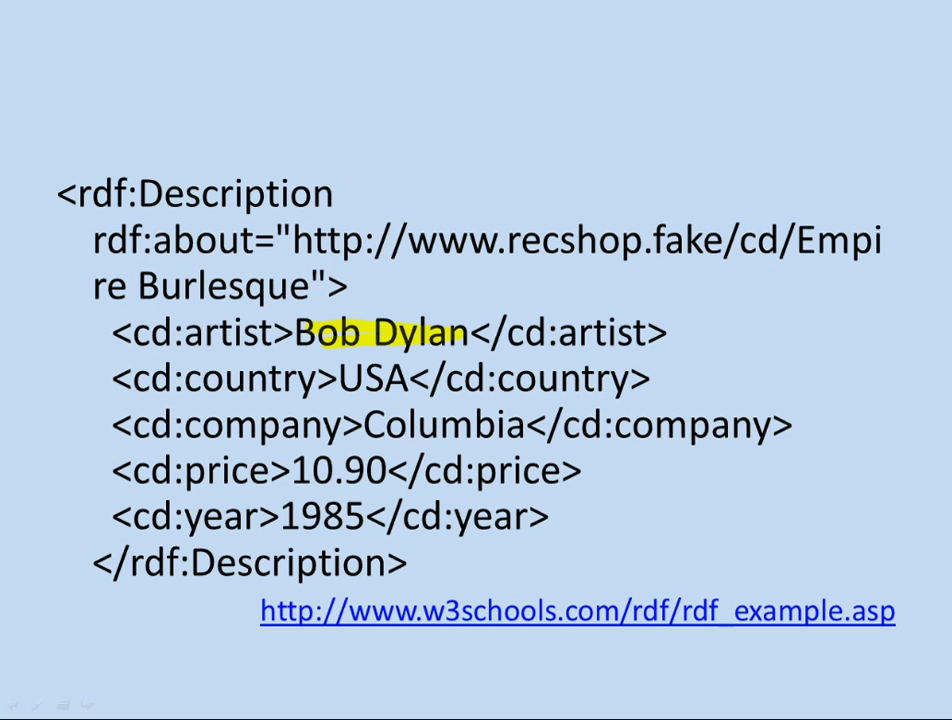 <rdf:Description
rdf:about="http://www.recshop.fake/cd/Empi
re Burlesque">
<cd:artist>Bob Dylan</cd:artist>
<cd:country>USA</cd:country>
<cd:company>Columbia</cd:company>
<cd:price>10.90</cd:price>
<cd:year>1985</cd:year>
</rdf:Description>
http://www.w3schools.com/rdf/rdf_example.asp